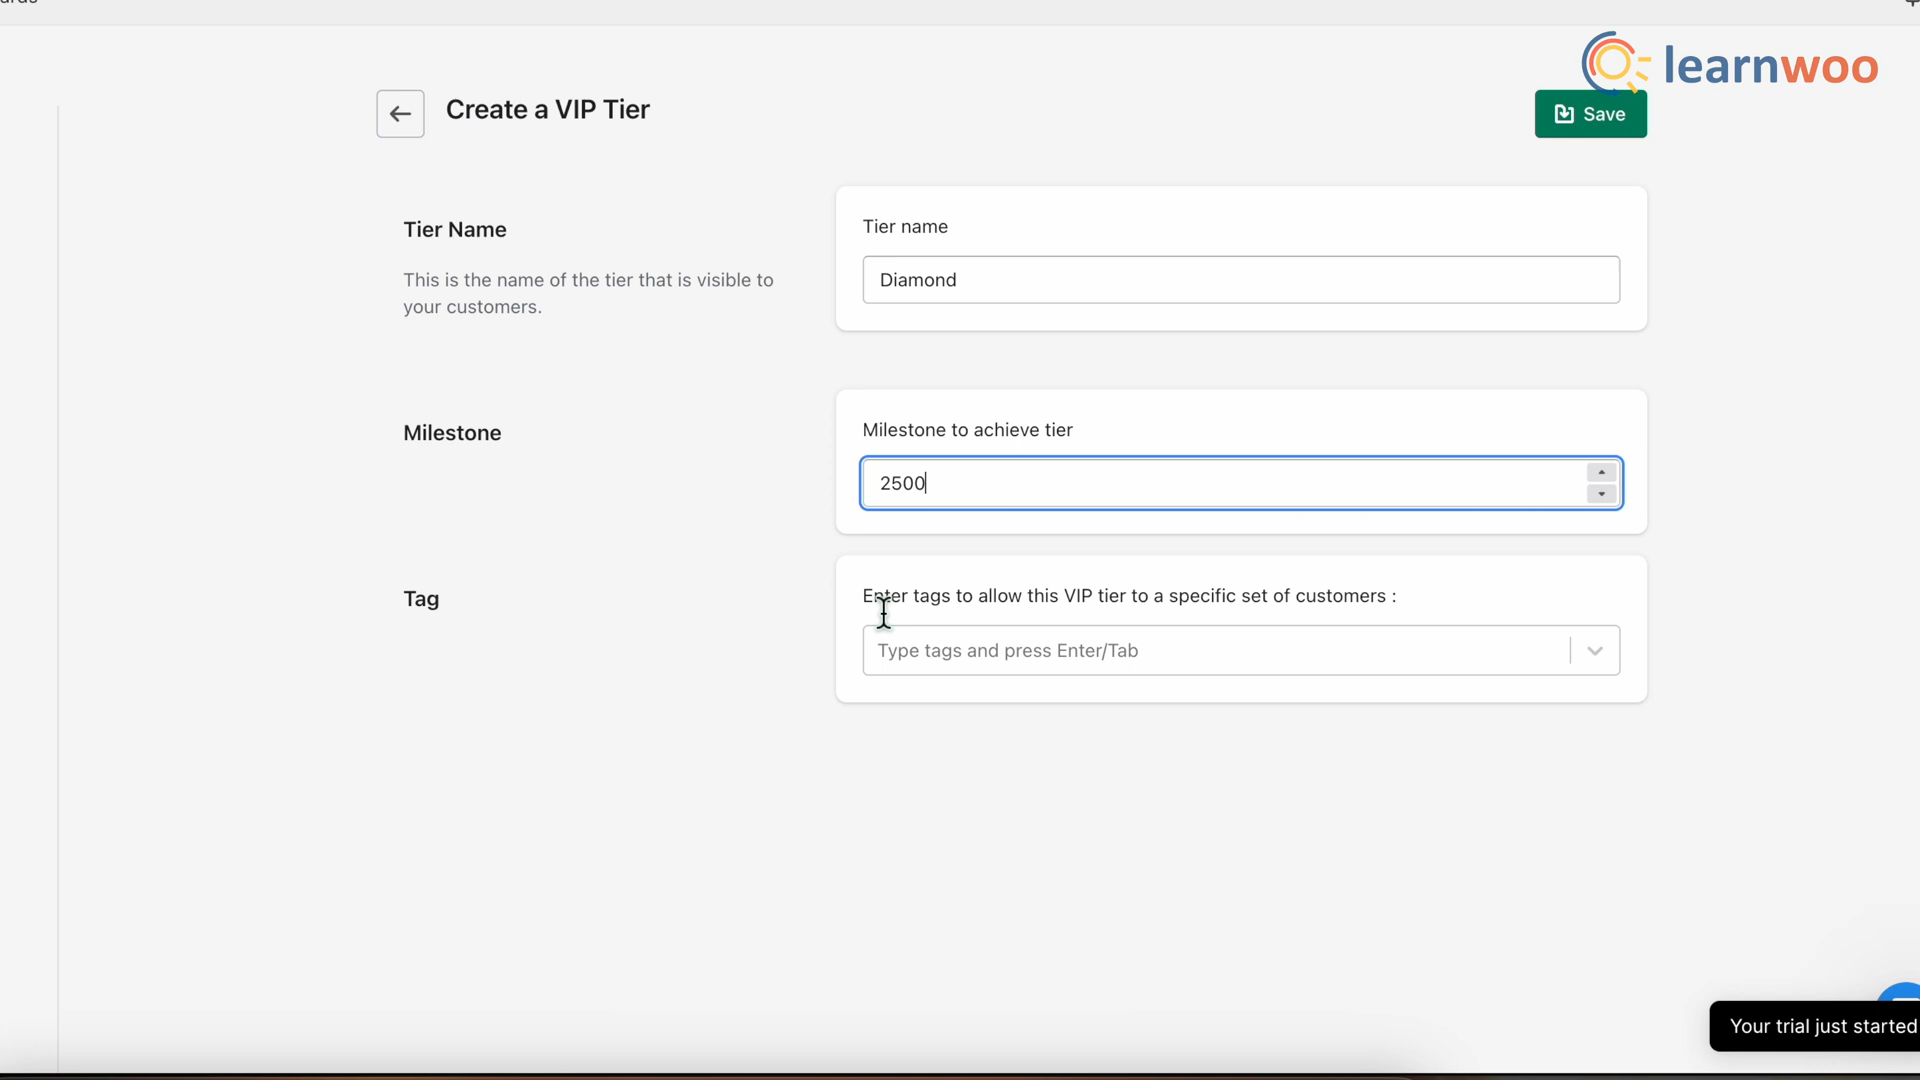 learnwoo
Create a VIP Tier
Save
Tier Name
This is the name of the tier that is visible to
your customers.
Tier name
Diamond
Milestone
Milestone to achieve tier
2500
Tag
Enter tags to allow this VIP tier to a specific set of customers :
Type tags and press Enter/Tab
Your trial just started